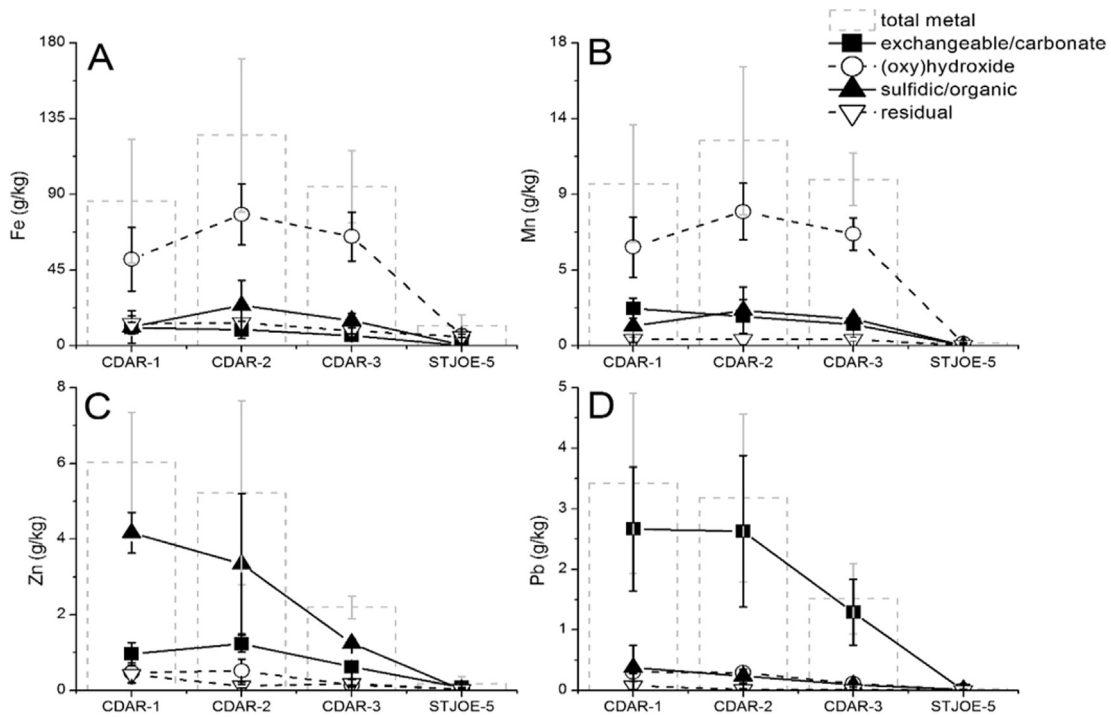 total metal
exchangeable/carbonate
(oxy)hydroxide
sulfidic/organic
residual
A
180
135
90
45
0
Fe (g/kg)
CDAR-1 CDAR-2 CDAR-3 STJOE-5
B
18
14
9
5
0
Mn (g/kg)
CDAR-1 CDAR-2 CDAR-3 STJOE-5
C
8
6
4
2
0
Zn (g/kg)
CDAR-1 CDAR-2 CDAR-3 STJOE-5
D
5
4
3
2
1
0
Pb (g/kg)
CDAR-1 CDAR-2 CDAR-3 STJOE-5